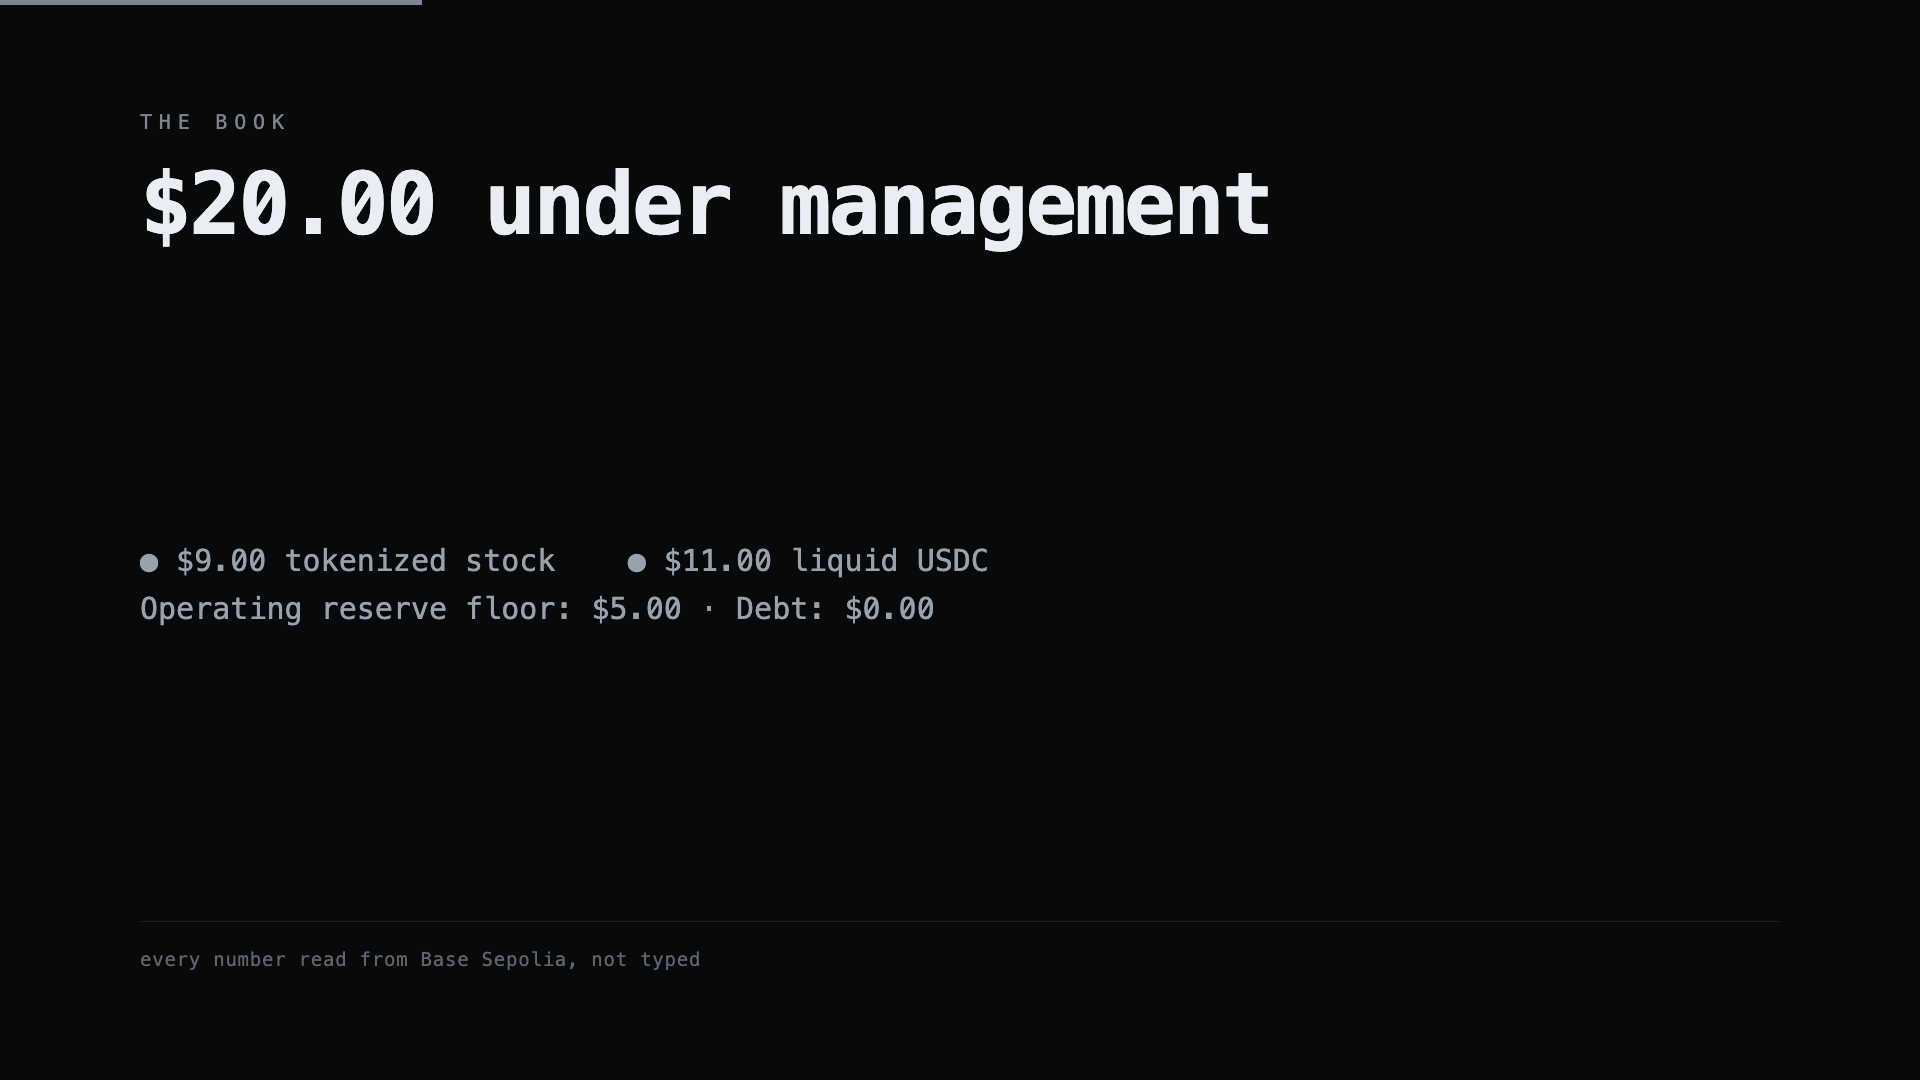 THE BOOK
$20.00 under management
● $9.00 tokenized stock ● $11.00 liquid USDC
Operating reserve floor: $5.00 · Debt: $0.00
every number read from Base Sepolia, not typed